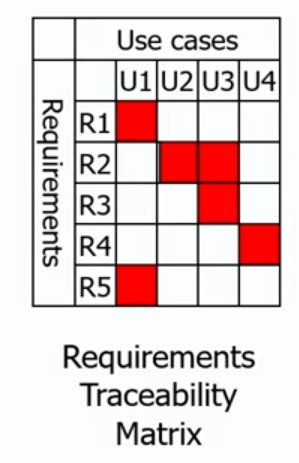 Use cases
U1 U2 U3 U4
Requirements
R1
R2
R3
R4
R5
Requirements
Traceability
Matrix